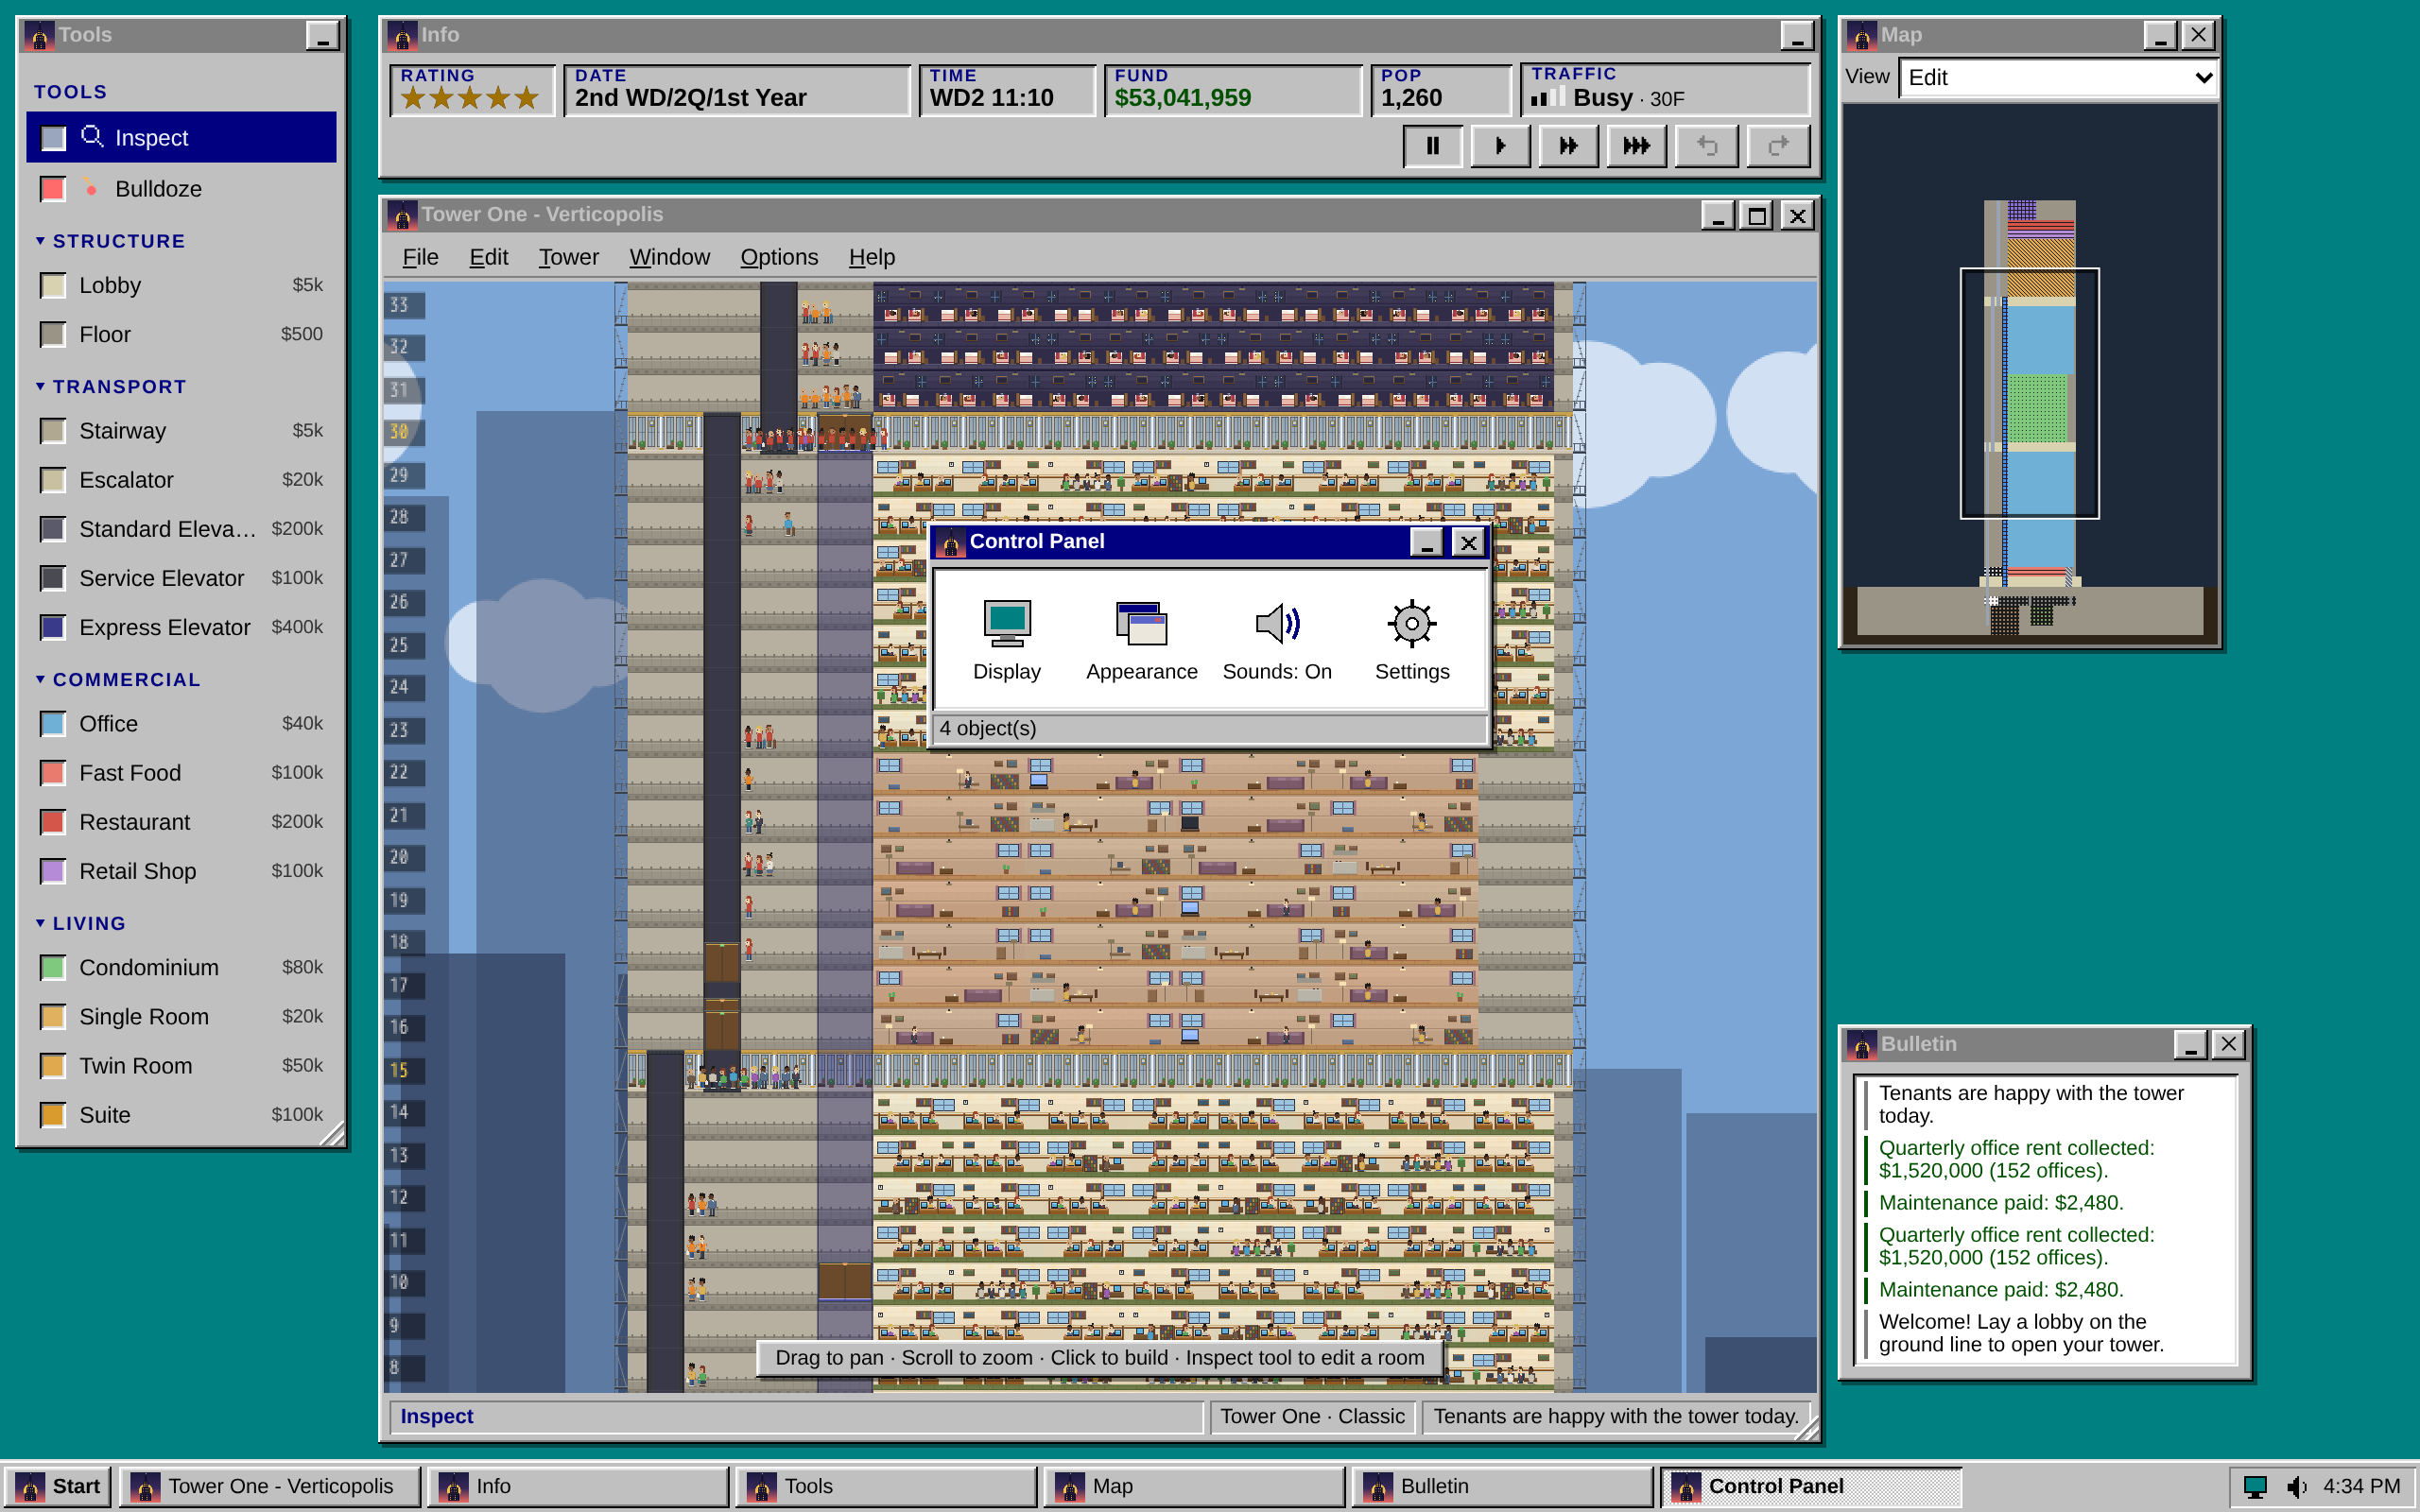 Tools
TOOLS
Inspect
Bulldoze
STRUCTURE
Lobby $5k
Floor $500
TRANSPORT
Stairway $5k
Escalator $20k
Standard Eleva… $200k
Service Elevator $100k
Express Elevator $400k
COMMERCIAL
Office $40k
Fast Food $100k
Restaurant $200k
Retail Shop $100k
LIVING
Condominium $80k
Single Room $20k
Twin Room $50k
Suite $100k
Info
RATING
DATE
2nd WD/2Q/1st Year
TIME
WD2 11:10
FUND
$53,041,959
POP
1,260
TRAFFIC
Busy · 30F
Tower One - Verticopolis
File Edit Tower Window Options Help
33
32
31
30
29
28
27
26
25
24
23
22
21
20
19
18
17
16
15
14
13
12
11
10
9
8
Control Panel
Display Appearance Sounds: On Settings
4 object(s)
Drag to pan · Scroll to zoom · Click to build · Inspect tool to edit a room
Inspect
Tower One · Classic
Tenants are happy with the tower today.
Map
View Edit
Bulletin
Tenants are happy with the tower
today.
Quarterly office rent collected:
$1,520,000 (152 offices).
Maintenance paid: $2,480.
Quarterly office rent collected:
$1,520,000 (152 offices).
Maintenance paid: $2,480.
Welcome! Lay a lobby on the
ground line to open your tower.
Start
Tower One - Verticopolis
Info
Tools
Map
Bulletin
Control Panel
4:34 PM